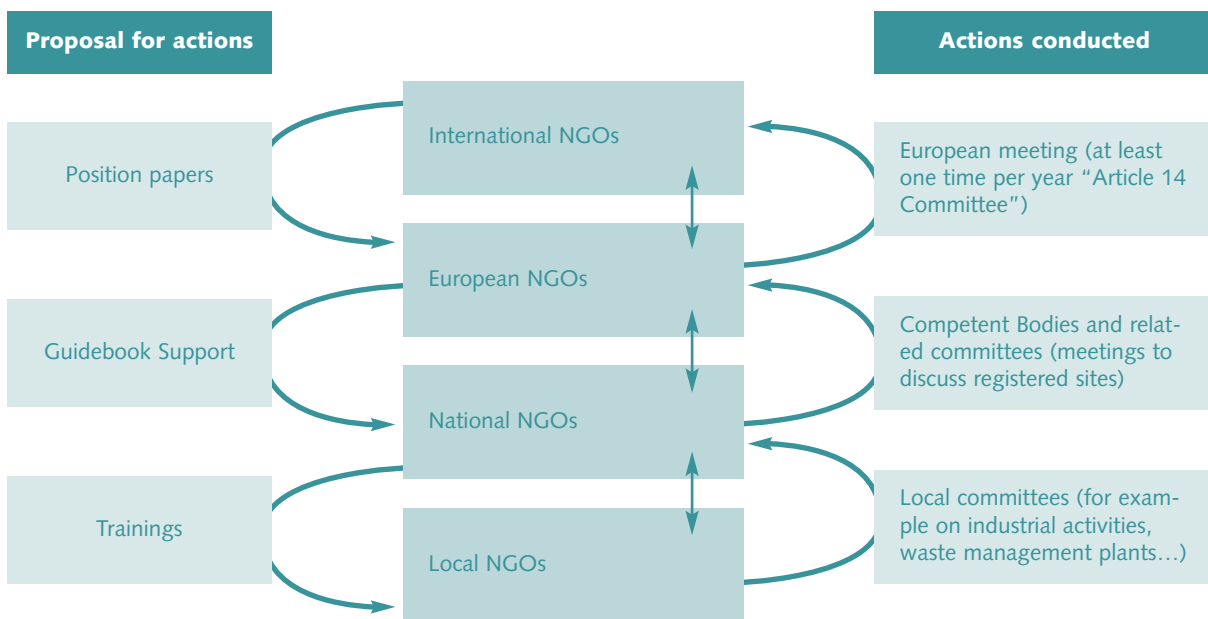 Proposal for actions
Position papers
Guidebook Support
Trainings
International NGOs
European NGOs
National NGOs
Local NGOs
Actions conducted
European meeting (at least
one time per year “Article 14
Committee”)
Competent Bodies and relat-
ed committees (meetings to
discuss registered sites)
Local committees (for exam-
ple on industrial activities,
waste management plants…)